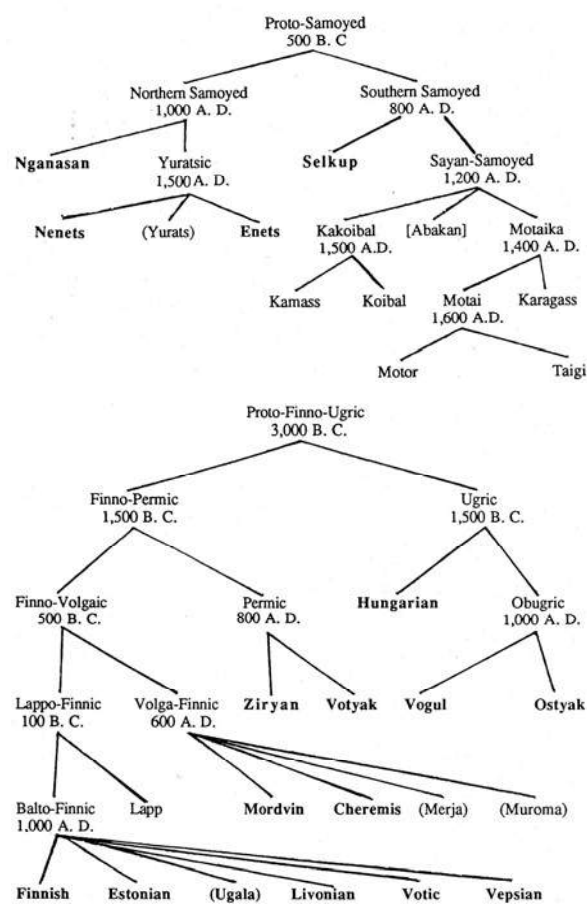 Proto-Samoyed
500 B. C
Northern Samoyed
1,000 A. D.
Southern Samoyed
800 A. D.
Nganasan
Yuratsic
1,500 A. D.
Selkup
Sayan-Samoyed
1,200 A. D.
Nenets
(Yurats)
Enets
Kakoibal
1,500 A.D.
[Abakan]
Motaika
1,400 A. D.
Kamass
Koibal
Motai
1,600 A.D.
Karagass
Motor
Taigi
Proto-Finno-Ugric
3,000 B. C.
Finno-Permic
1,500 B. C.
Ugric
1,500 B. C.
Finno-Volgaic
500 B. C.
Permic
800 A. D.
Hungarian
Obugric
1,000 A. D.
Lappo-Finnic
100 B. C.
Volga-Finnic
600 A. D.
Ziryan
Votyak
Vogul
Ostyak
Balto-Finnic
1,000 A. D.
Lapp
Mordvin
Cheremis
(Merja)
(Muroma)
Finnish
Estonian
(Ugala)
Livonian
Votic
Vepsian